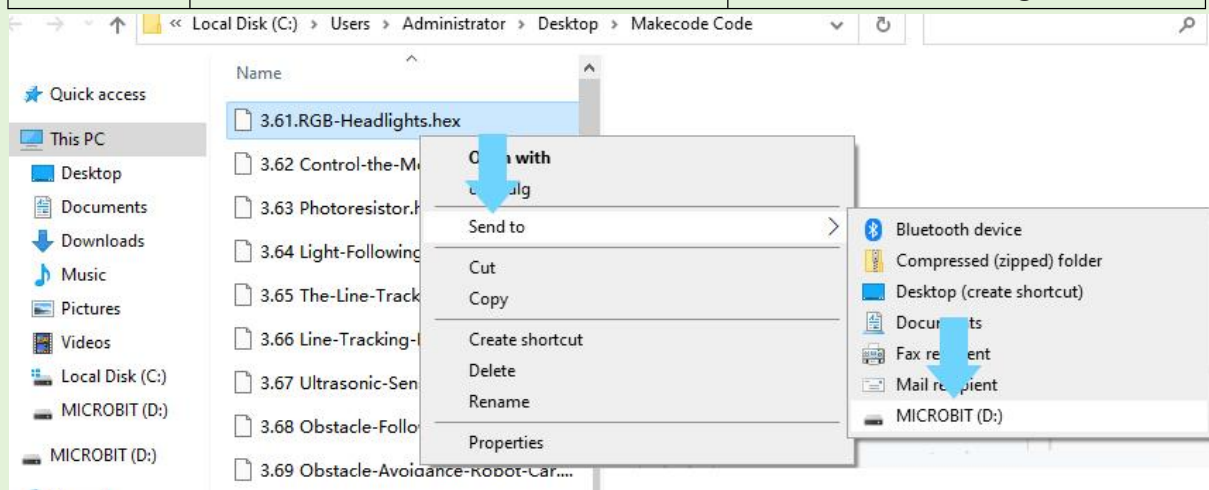 « Local Disk (C:) › Users › Administrator › Desktop › Makecode Code
Name
Quick access
This PC
Desktop
Documents
Downloads
Music
Pictures
Videos
Local Disk (C:)
MICROBIT (D:)
MICROBIT (D:)
3.61.RGB-Headlights.hex
3.62 Control-the-M
3.63 Photoresistor.h
3.64 Light-Following
3.65 The-Line-Track
3.66 Line-Tracking-
3.67 Ultrasonic-Sen
3.68 Obstacle-Follo
3.69 Obstacle-Avoidance-Robot-Car....
with
Send to
Cut
Copy
Create shortcut
Delete
Rename
Properties
Bluetooth device
Compressed (zipped) folder
Desktop (create shortcut)
Fax
Mail
MICROBIT (D:)